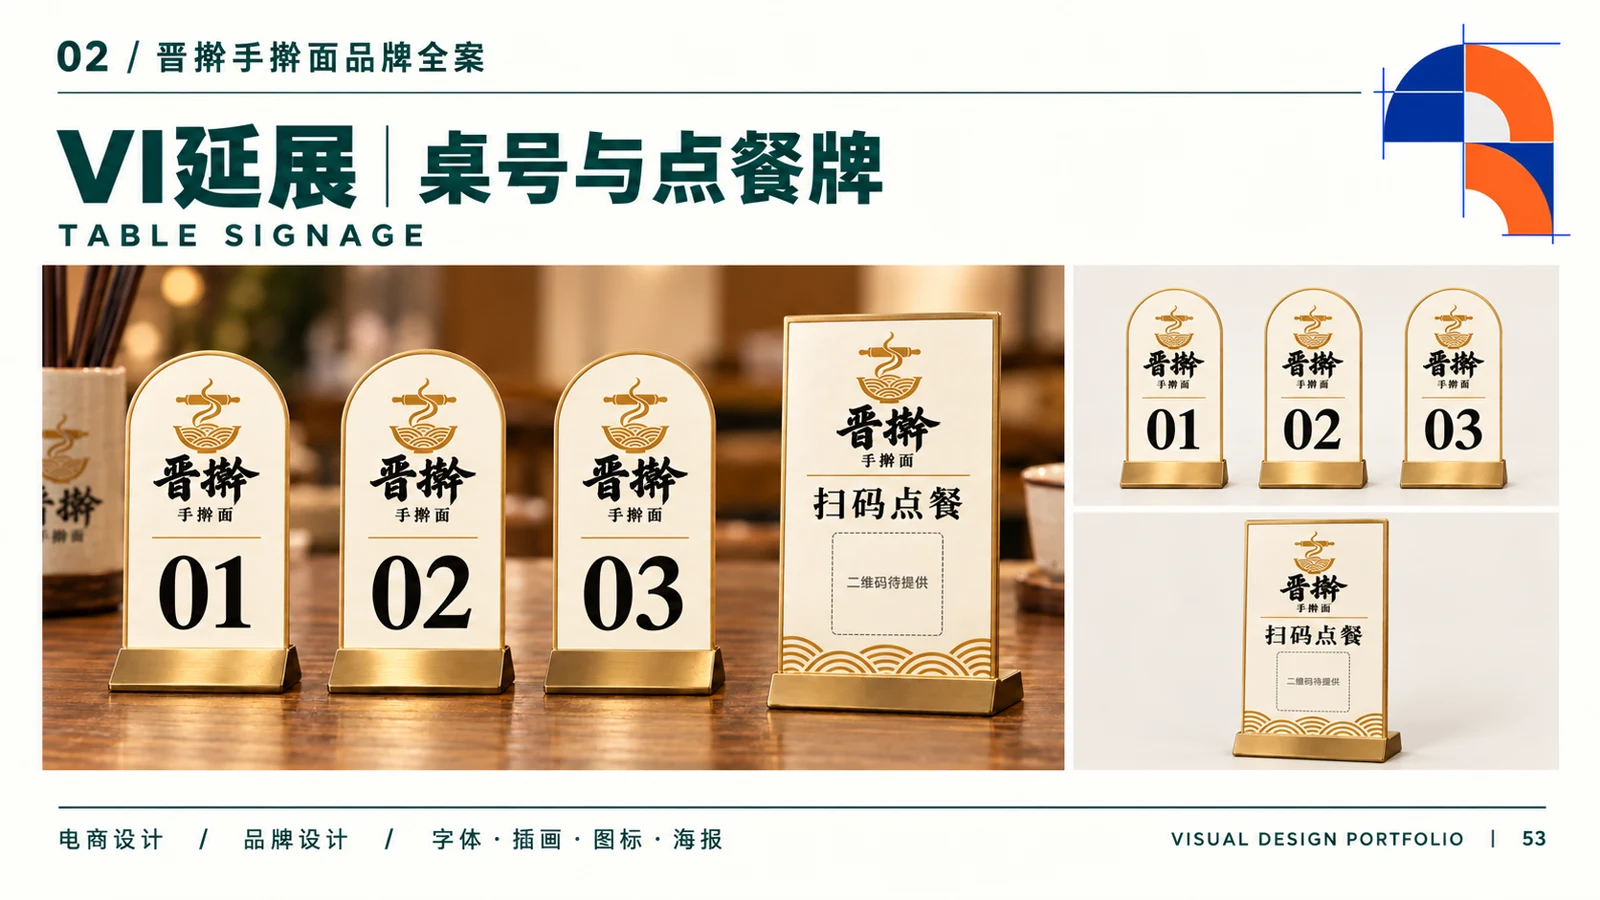 02 / 晋擀手擀面品牌全案
VI延展 | 桌号与点餐牌
TABLE SIGNAGE
晋擀
手擀面
01
晋擀
手擀面
02
晋擀
手擀面
03
晋擀
手擀面
扫码点餐
二维码待提供
晋擀
手擀面
晋擀
手擀面
01
晋擀
手擀面
02
晋擀
手擀面
03
晋擀
手擀面
扫码点餐
二维码待提供
电商设计 / 品牌设计 / 字体·插画·图标·海报
VISUAL DESIGN PORTFOLIO | 53